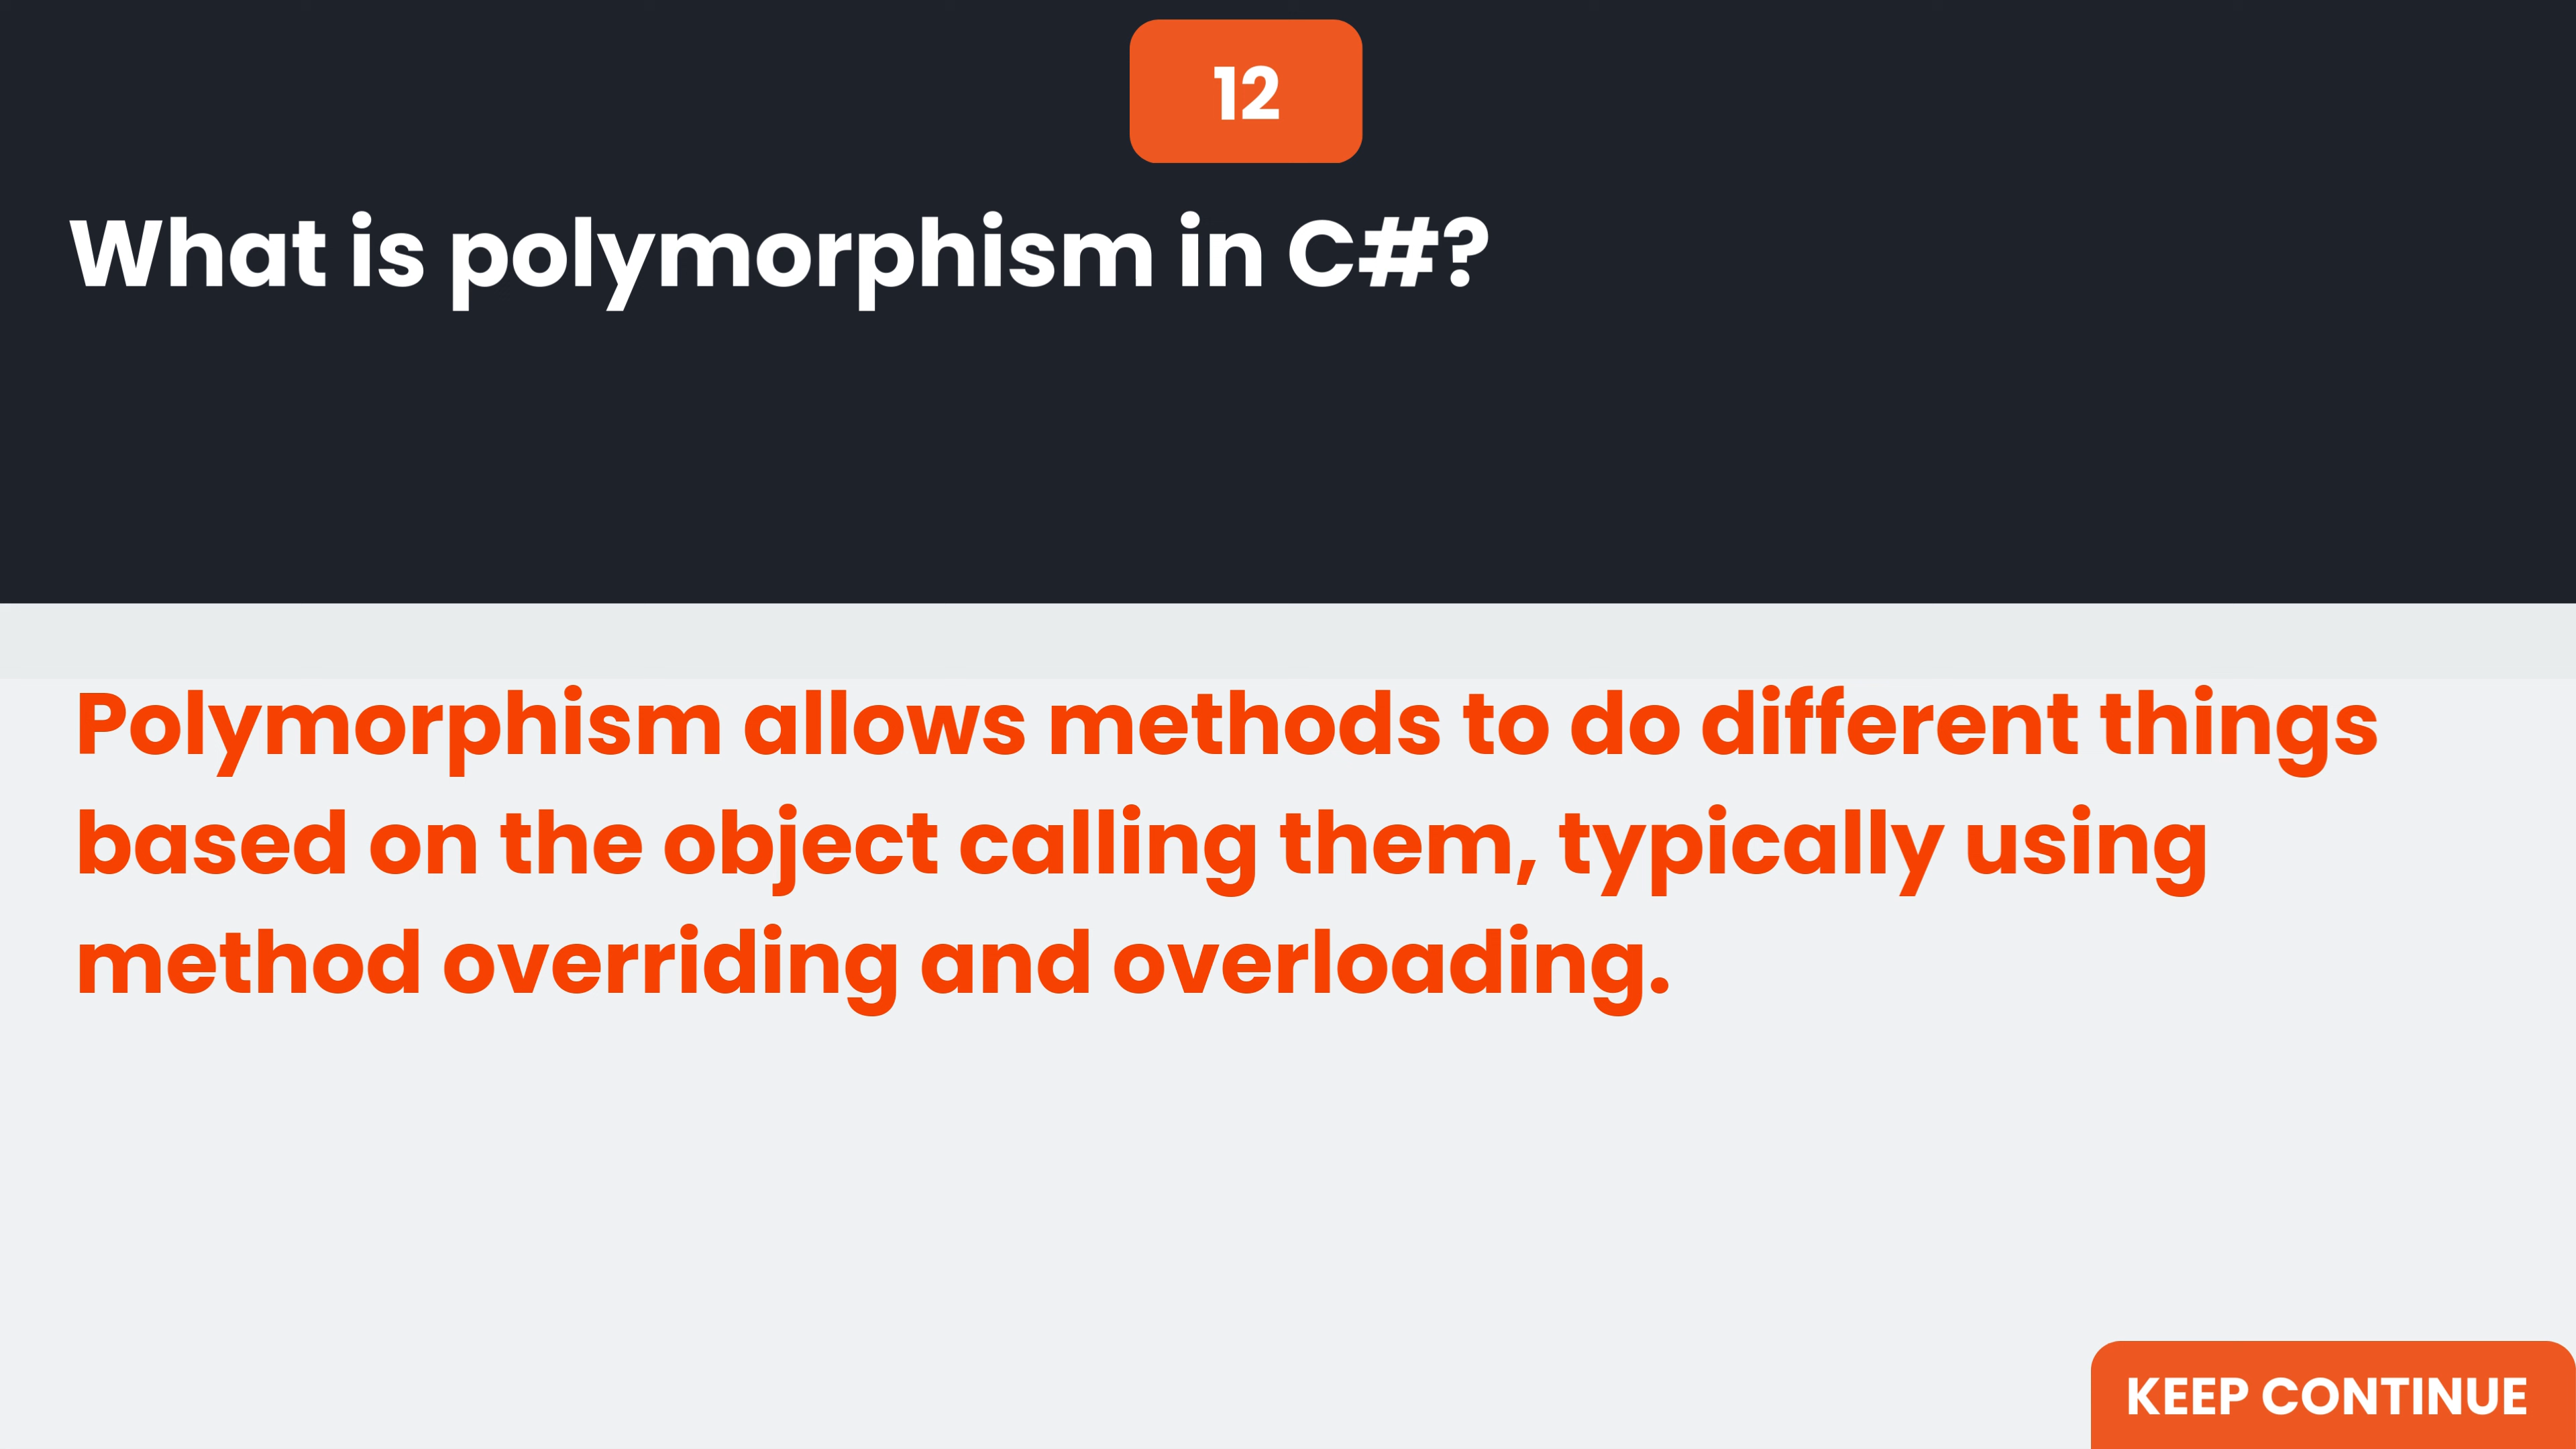 12
What is polymorphism in C#?
Polymorphism allows methods to do different things
based on the object calling them, typically using
method overriding and overloading.
KEEP CONTINUE